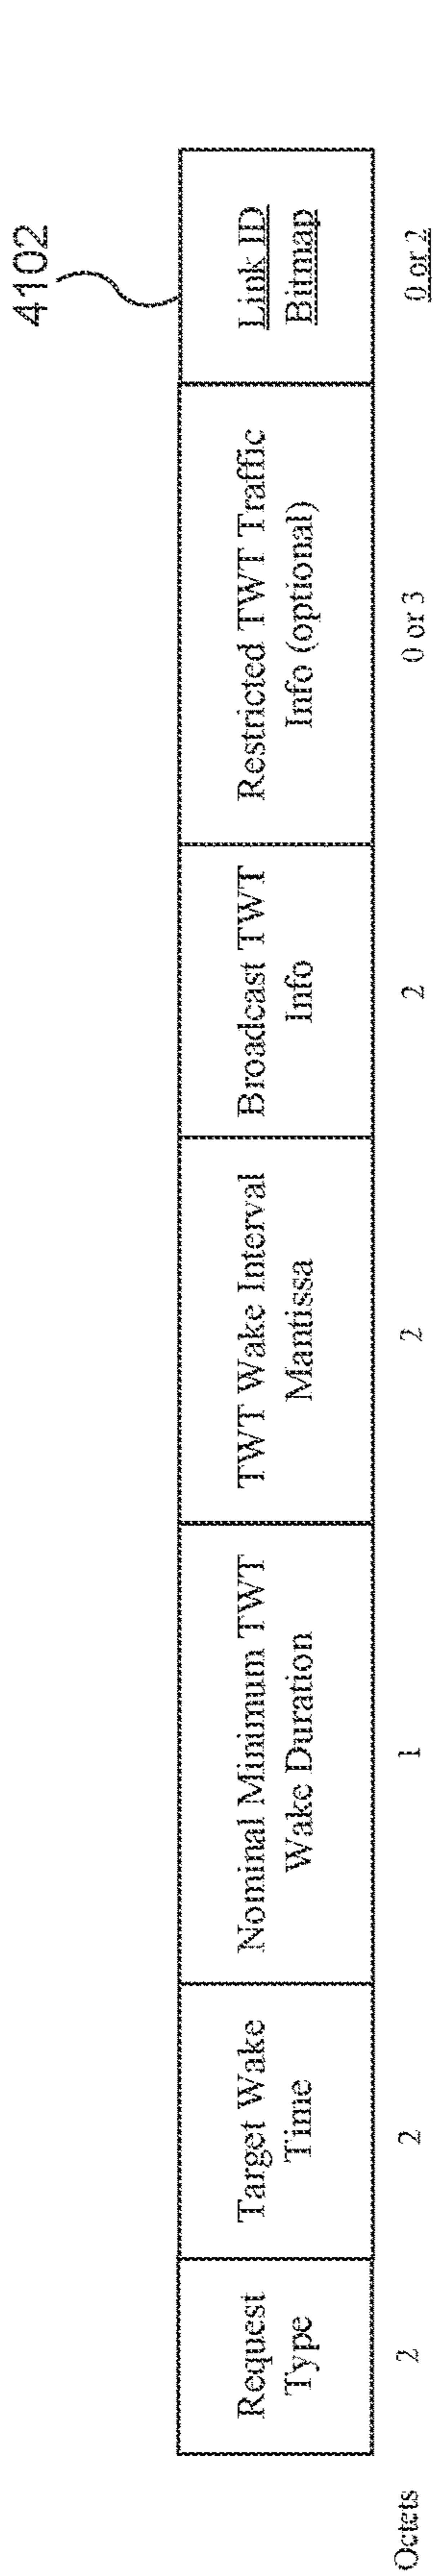 4102
Request
Type
Target Wake
Time
Nominal Minimum TWT
Wake Duration
TWT Wake Interval
Mantissa
Broadcast TWT
Info
Restricted TWT Traffic
Info (optional)
Link ID
Bitmap
Octets 2 2 1 2 2 0 or 3 0 or 2